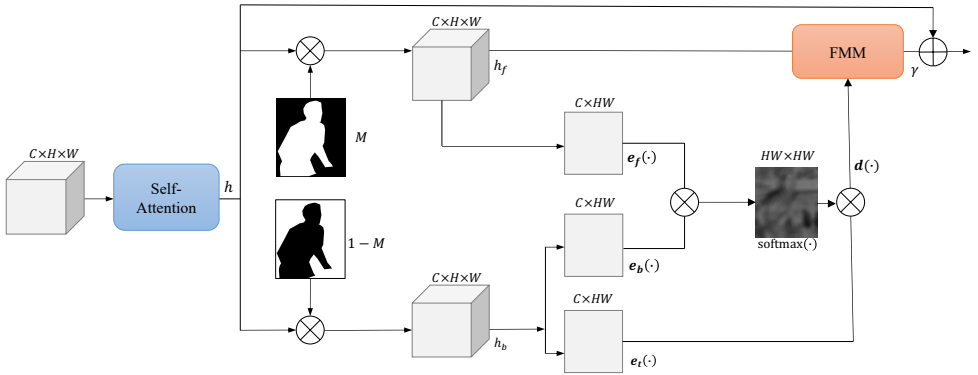 C×H×W
h_f
FMM
γ
C×HW
M
e_f(·)
C×H×W
HW×HW
d(·)
Self-
Attention
h
C×HW
softmax(·)
1 − M
e_b(·)
C×H×W
C×HW
h_b
e_t(·)